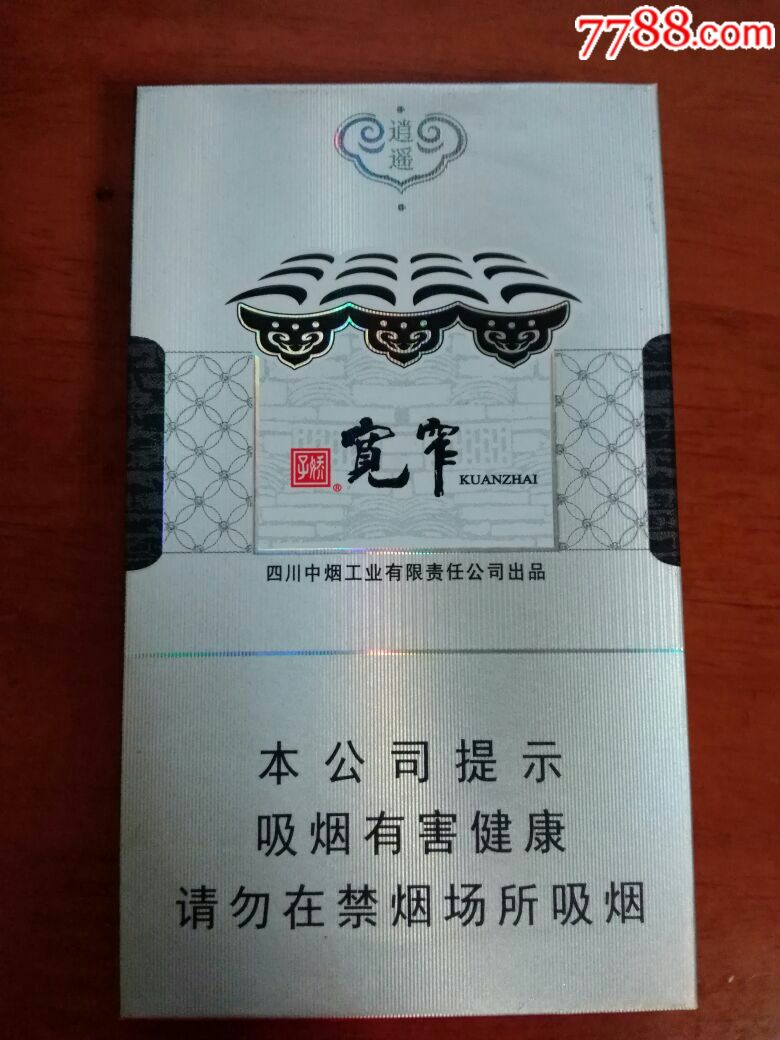 7788.com
逍
遥
娇子®
宽窄 KUANZHAI
四川中烟工业有限责任公司出品
本公司提示
吸烟有害健康
请勿在禁烟场所吸烟